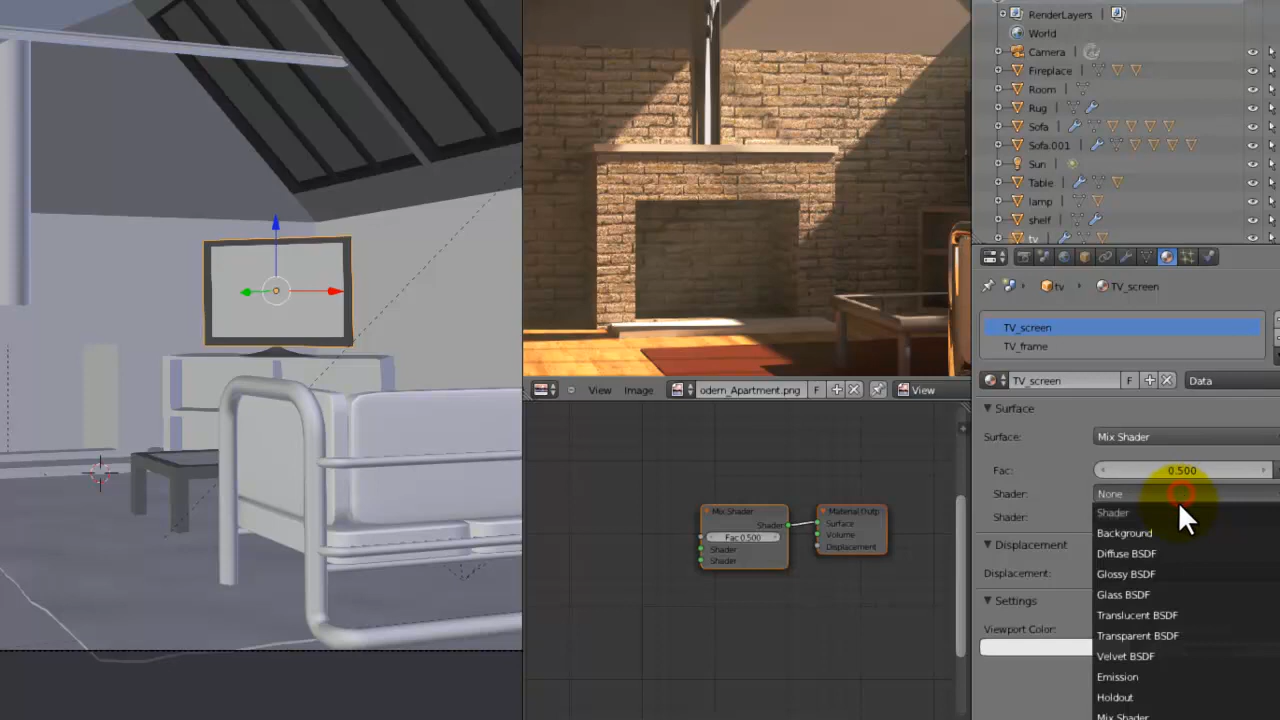 RenderLayers
World
Camera
Fireplace
Room
Rug
Sofa
Sofa.001
Sun
Table
lamp
shelf
tv
tv TV_screen
TV_screen
TV_frame
TV_screen F Data
Surface
Surface: Mix Shader
Fac: 0.500
Shader: None
Shader:
Displacement
Displacement:
Settings
Viewport Color:
Shader
Background
Diffuse BSDF
Glossy BSDF
Glass BSDF
Translucent BSDF
Transparent BSDF
Velvet BSDF
Emission
Holdout
Mix Shader
View Image odern_Apartment.png F View
Mix Shader
Shader
Fac 0.500
Shader
Shader
Material Outp
Surface
Volume
Displacement